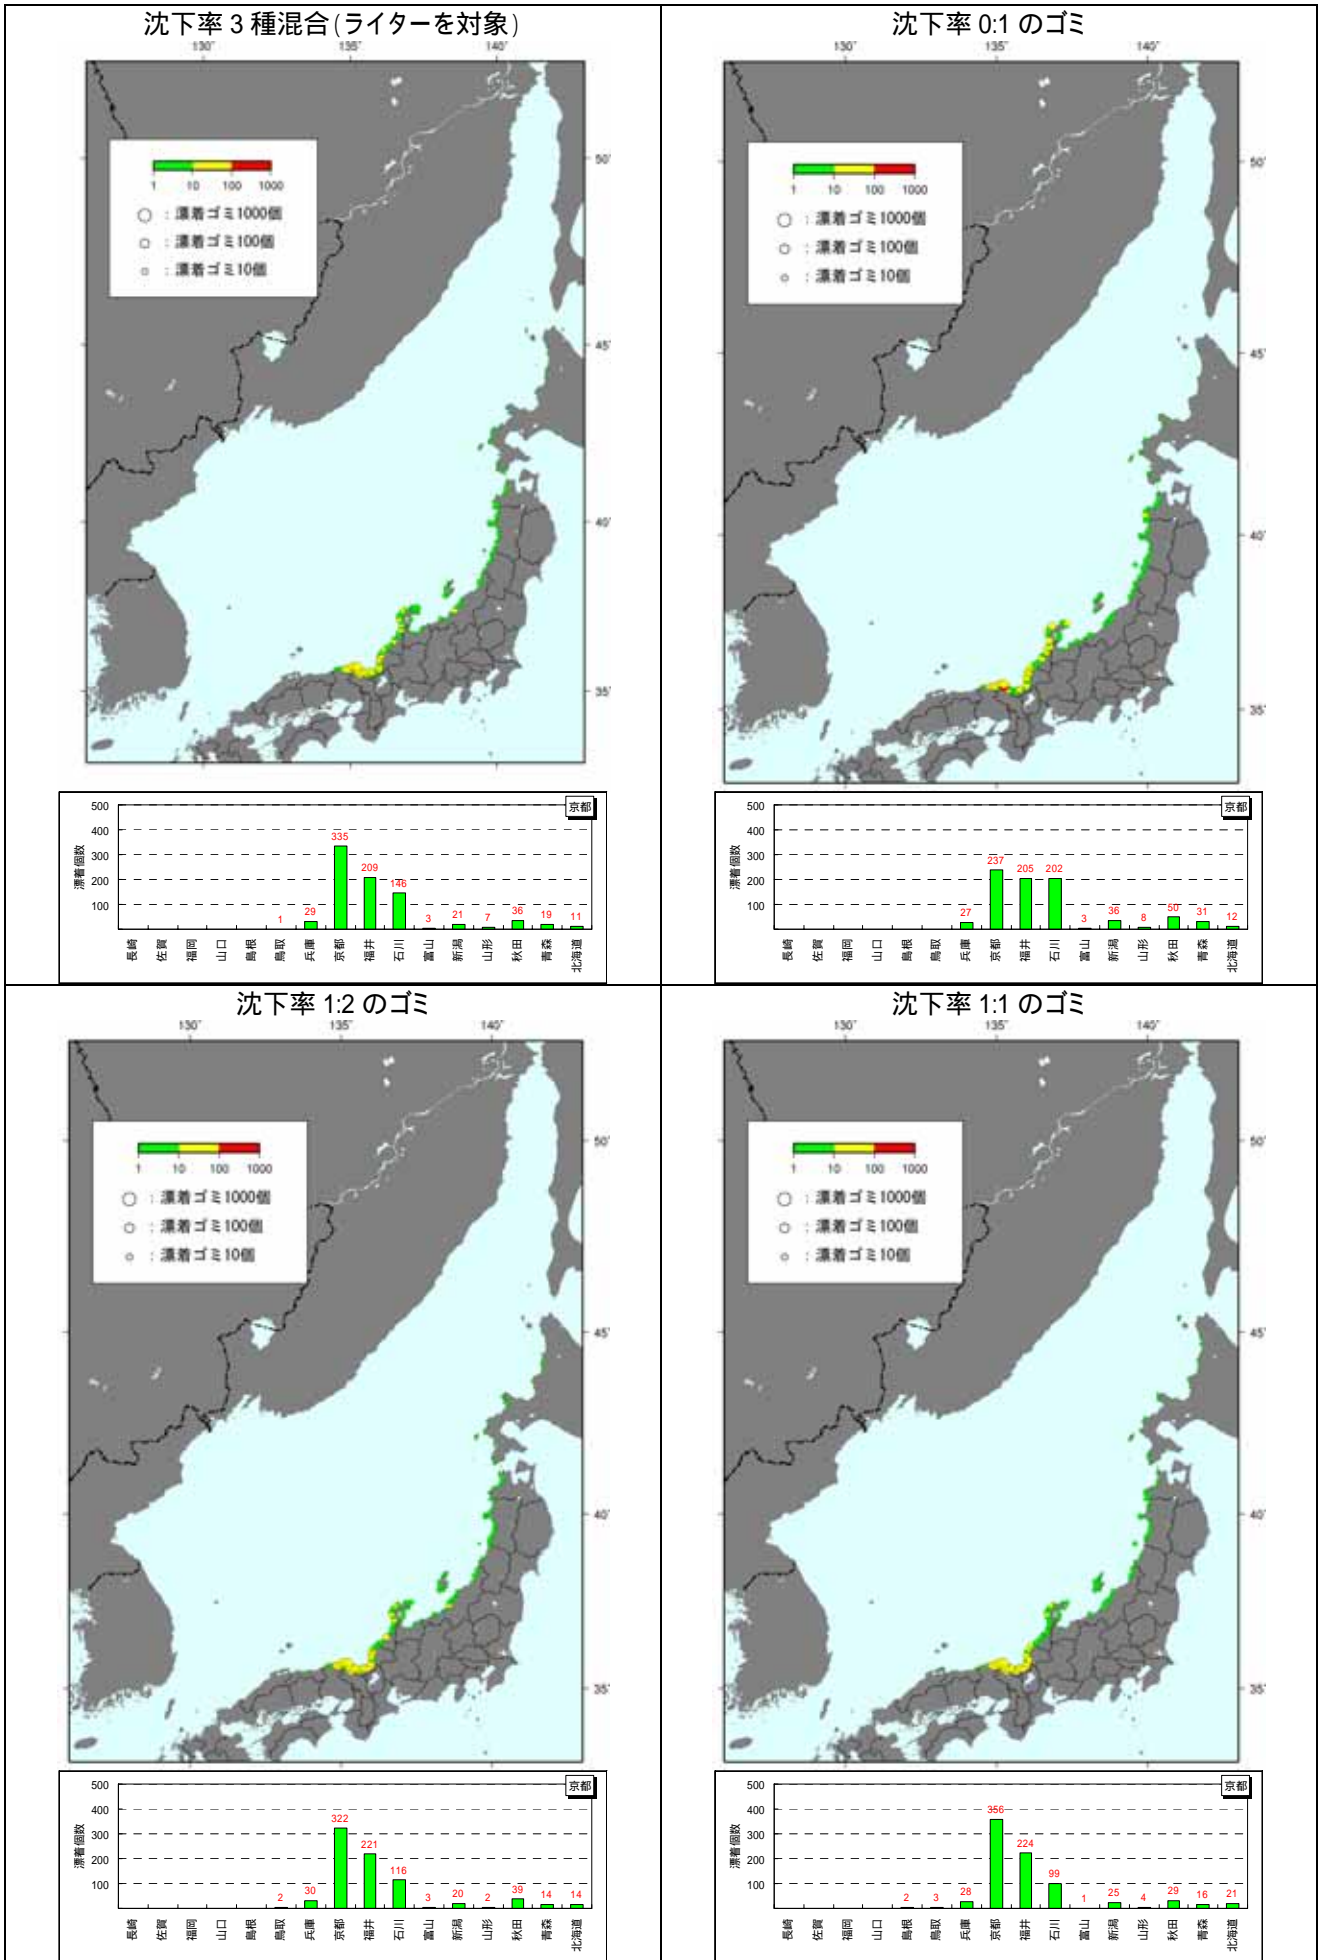 沈下率 3 種混合(ライターを対象)
130° 135° 140°
50°
45°
40°
35°
1 10 100 1000
○ : 漂着ゴミ1000個
○ : 漂着ゴミ100個
○ : 漂着ゴミ10個
京都
漂着個数
500
400
300
200
100
1 29 335 209 146 3 21 7 36 19 11
長崎 佐賀 福岡 山口 島根 鳥取 兵庫 京都 福井 石川 富山 新潟 山形 秋田 青森 北海道
沈下率 0:1 のゴミ
130° 135° 140°
50°
45°
40°
35°
1 10 100 1000
○ : 漂着ゴミ1000個
○ : 漂着ゴミ100個
○ : 漂着ゴミ10個
京都
漂着個数
500
400
300
200
100
27 237 205 202 3 36 8 50 31 12
長崎 佐賀 福岡 山口 島根 鳥取 兵庫 京都 福井 石川 富山 新潟 山形 秋田 青森 北海道
沈下率 1:2 のゴミ
130° 135° 140°
50°
45°
40°
35°
1 10 100 1000
○ : 漂着ゴミ1000個
○ : 漂着ゴミ100個
○ : 漂着ゴミ10個
京都
漂着個数
500
400
300
200
100
2 30 322 221 116 3 20 2 39 14 14
長崎 佐賀 福岡 山口 島根 鳥取 兵庫 京都 福井 石川 富山 新潟 山形 秋田 青森 北海道
沈下率 1:1 のゴミ
130° 135° 140°
50°
45°
40°
35°
1 10 100 1000
○ : 漂着ゴミ1000個
○ : 漂着ゴミ100個
○ : 漂着ゴミ10個
京都
漂着個数
500
400
300
200
100
2 3 28 356 224 99 1 25 4 29 16 21
長崎 佐賀 福岡 山口 島根 鳥取 兵庫 京都 福井 石川 富山 新潟 山形 秋田 青森 北海道